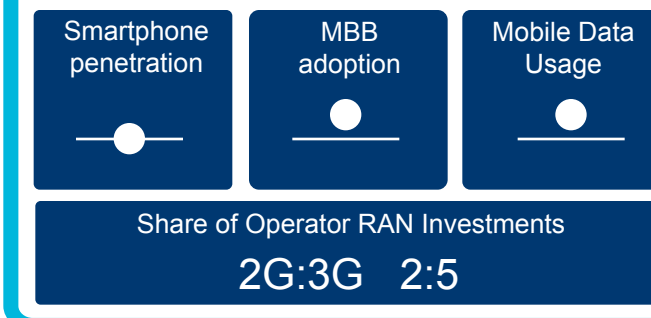 Smartphone
penetration
MBB
adoption
Mobile Data
Usage
Share of Operator RAN Investments
2G:3G 2:5